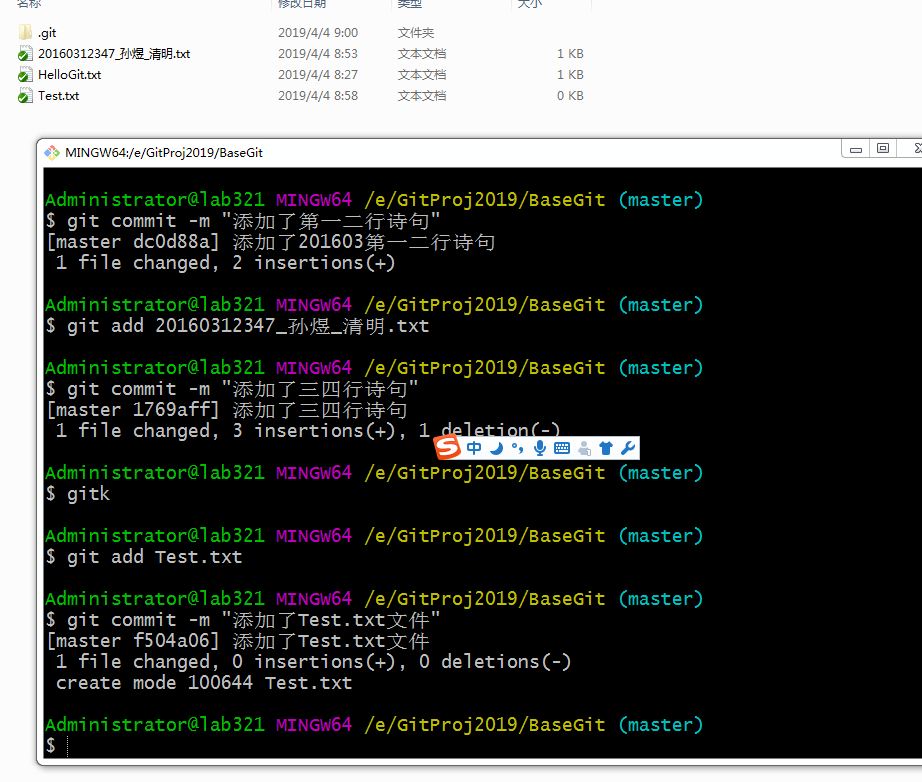 名称 修改日期 类型 大小
.git 2019/4/4 9:00 文件夹
20160312347_孙煜_清明.txt 2019/4/4 8:53 文本文档 1 KB
HelloGit.txt 2019/4/4 8:27 文本文档 1 KB
Test.txt 2019/4/4 8:58 文本文档 0 KB
MINGW64:/e/GitProj2019/BaseGit
Administrator@lab321 MINGW64 /e/GitProj2019/BaseGit (master)
$ git commit -m "添加了第一二行诗句"
[master dc0d88a] 添加了201603第一二行诗句
1 file changed, 2 insertions(+)
Administrator@lab321 MINGW64 /e/GitProj2019/BaseGit (master)
$ git add 20160312347_孙煜_清明.txt
Administrator@lab321 MINGW64 /e/GitProj2019/BaseGit (master)
$ git commit -m "添加了三四行诗句"
[master 1769aff] 添加了三四行诗句
1 file changed, 3 insertions(+), 1 deletion(-)
S 中
Administrator@lab321 MINGW64 /e/GitProj2019/BaseGit (master)
$ gitk
Administrator@lab321 MINGW64 /e/GitProj2019/BaseGit (master)
$ git add Test.txt
Administrator@lab321 MINGW64 /e/GitProj2019/BaseGit (master)
$ git commit -m "添加了Test.txt文件"
[master f504a06] 添加了Test.txt文件
1 file changed, 0 insertions(+), 0 deletions(-)
create mode 100644 Test.txt
Administrator@lab321 MINGW64 /e/GitProj2019/BaseGit (master)
$